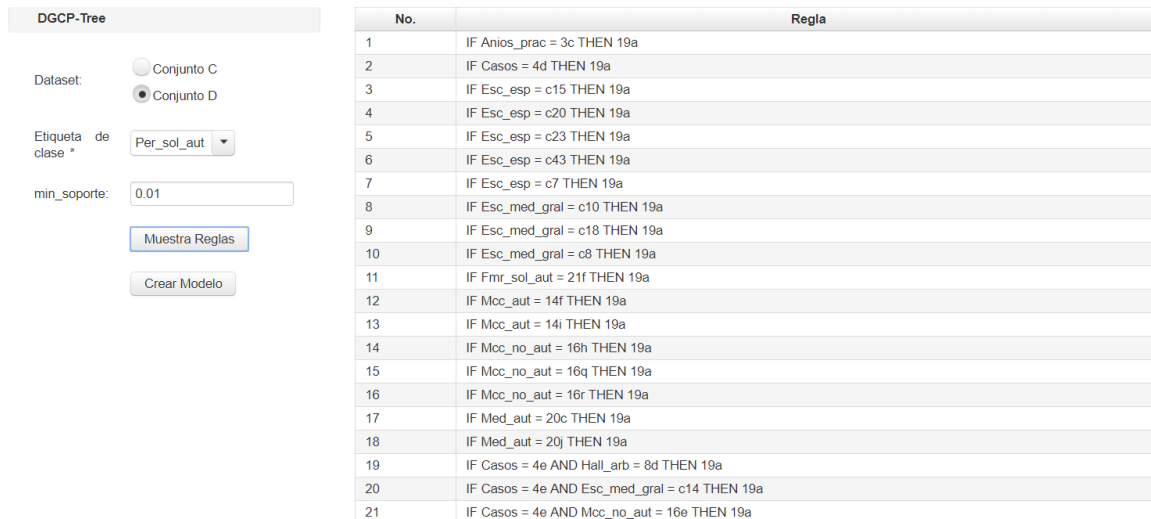 DGCP-Tree
Dataset:
Conjunto C
Conjunto D
Etiqueta de
clase *
Per_sol_aut
min_soporte:
0.01
Muestra Reglas
Crear Modelo
No. Regla
1 IF Anios_prac = 3c THEN 19a
2 IF Casos = 4d THEN 19a
3 IF Esc_esp = c15 THEN 19a
4 IF Esc_esp = c20 THEN 19a
5 IF Esc_esp = c23 THEN 19a
6 IF Esc_esp = c43 THEN 19a
7 IF Esc_esp = c7 THEN 19a
8 IF Esc_med_gral = c10 THEN 19a
9 IF Esc_med_gral = c18 THEN 19a
10 IF Esc_med_gral = c8 THEN 19a
11 IF Fmr_sol_aut = 21f THEN 19a
12 IF Mcc_aut = 14f THEN 19a
13 IF Mcc_aut = 14i THEN 19a
14 IF Mcc_no_aut = 16h THEN 19a
15 IF Mcc_no_aut = 16q THEN 19a
16 IF Mcc_no_aut = 16r THEN 19a
17 IF Med_aut = 20c THEN 19a
18 IF Med_aut = 20j THEN 19a
19 IF Casos = 4e AND Hall_arb = 8d THEN 19a
20 IF Casos = 4e AND Esc_med_gral = c14 THEN 19a
21 IF Casos = 4e AND Mcc_no_aut = 16e THEN 19a